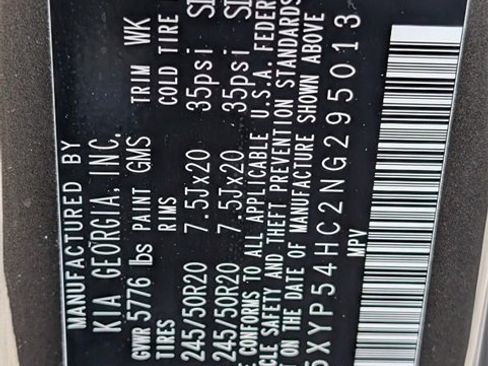 MANUFACTURED BY
KIA GEORGIA, INC.
GVWR 5776 lbs PAINT GMS TRIM WK
TIRES RIMS COLD TIRE
245/50R20 7.5Jx20 35psi
245/50R20 7.5Jx20 35psi
CONFORMS TO ALL APPLICABLE U.S.A. FEDER
CLE SAFETY AND THEFT PREVENTION STANDARDS
T ON THE DATE OF MANUFACTURE SHOWN ABOVE
5XYP54HC2NG295013
MPV